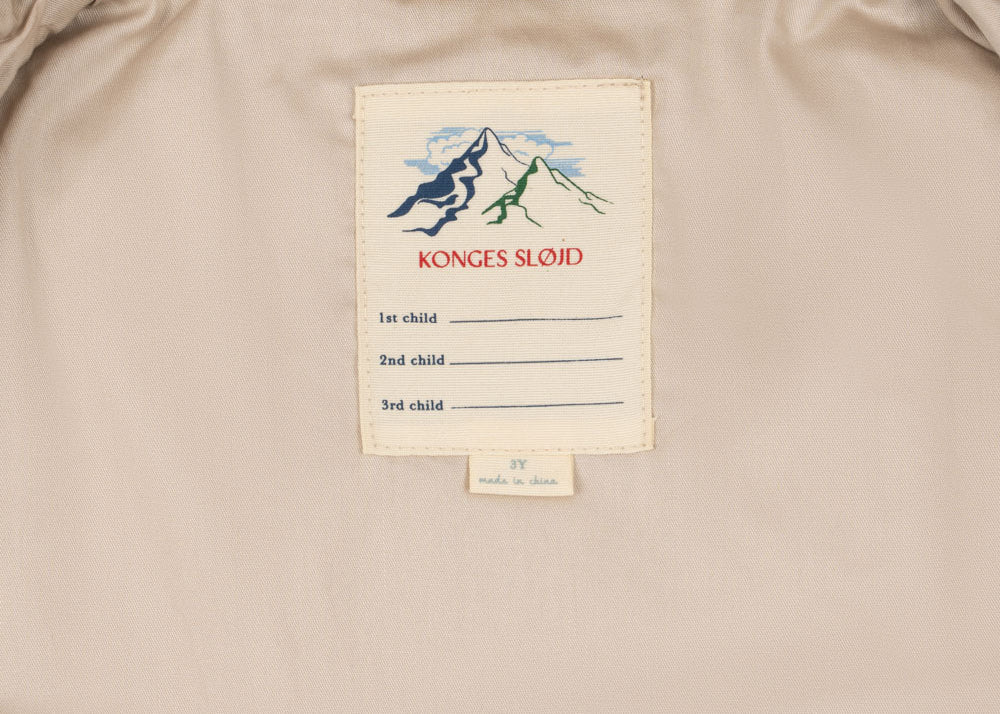 KONGES SLØJD
1st child
2nd child
3rd child
3Y
made in china